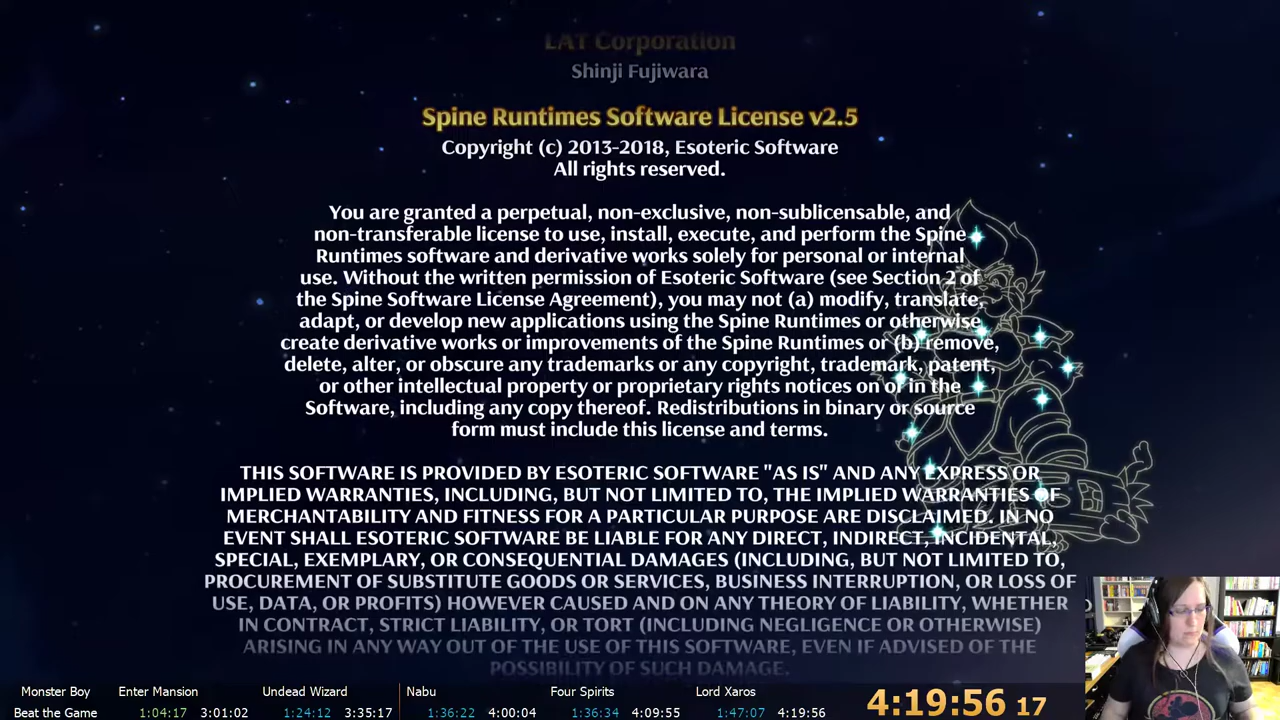 LAT Corporation
Shinji Fujiwara
Spine Runtimes Software License v2.5
Copyright (c) 2013-2018, Esoteric Software
All rights reserved.
You are granted a perpetual, non-exclusive, non-sublicensable, and
non-transferable license to use, install, execute, and perform the Spine
Runtimes software and derivative works solely for personal or internal
use. Without the written permission of Esoteric Software (see Section 2 of
the Spine Software License Agreement), you may not (a) modify, translate,
adapt, or develop new applications using the Spine Runtimes or otherwise
create derivative works or improvements of the Spine Runtimes or (b) remove,
delete, alter, or obscure any trademarks or any copyright, trademark, patent,
or other intellectual property or proprietary rights notices on or in the
Software, including any copy thereof. Redistributions in binary or source
form must include this license and terms.
THIS SOFTWARE IS PROVIDED BY ESOTERIC SOFTWARE "AS IS" AND ANY EXPRESS OR
IMPLIED WARRANTIES, INCLUDING, BUT NOT LIMITED TO, THE IMPLIED WARRANTIES OF
MERCHANTABILITY AND FITNESS FOR A PARTICULAR PURPOSE ARE DISCLAIMED. IN NO
EVENT SHALL ESOTERIC SOFTWARE BE LIABLE FOR ANY DIRECT, INDIRECT, INCIDENTAL,
SPECIAL, EXEMPLARY, OR CONSEQUENTIAL DAMAGES (INCLUDING, BUT NOT LIMITED TO,
PROCUREMENT OF SUBSTITUTE GOODS OR SERVICES, BUSINESS INTERRUPTION, OR LOSS OF
USE, DATA, OR PROFITS) HOWEVER CAUSED AND ON ANY THEORY OF LIABILITY, WHETHER
IN CONTRACT, STRICT LIABILITY, OR TORT (INCLUDING NEGLIGENCE OR OTHERWISE)
ARISING IN ANY WAY OUT OF THE USE OF THIS SOFTWARE, EVEN IF ADVISED OF THE
POSSIBILITY OF SUCH DAMAGE.
Monster Boy Enter Mansion Undead Wizard Nabu Four Spirits Lord Xaros
Beat the Game 1:04:17 3:01:02 1:24:12 3:35:17 1:36:22 4:00:04 1:36:34 4:09:55 1:47:07 4:19:56 4:19:56 17